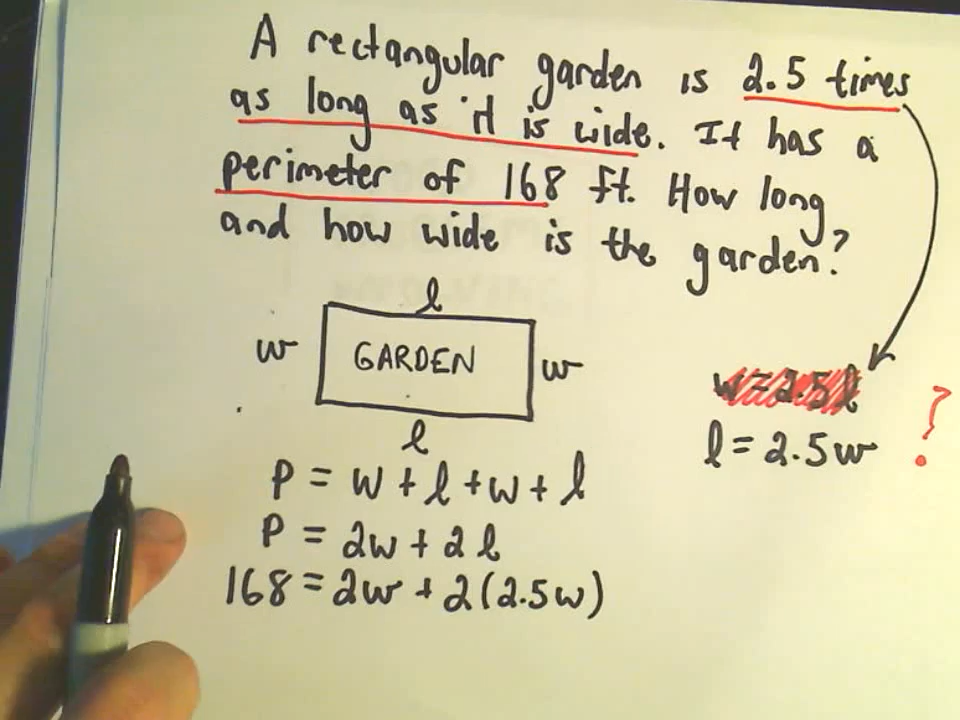 A rectangular garden is 2.5 times
as long as it is wide. It has a
perimeter of 168 ft. How long
and how wide is the garden?
l
w GARDEN w
l
w = 2.5l
l = 2.5w ?
P = w + l + w + l
P = 2w + 2l
168 = 2w + 2(2.5w)